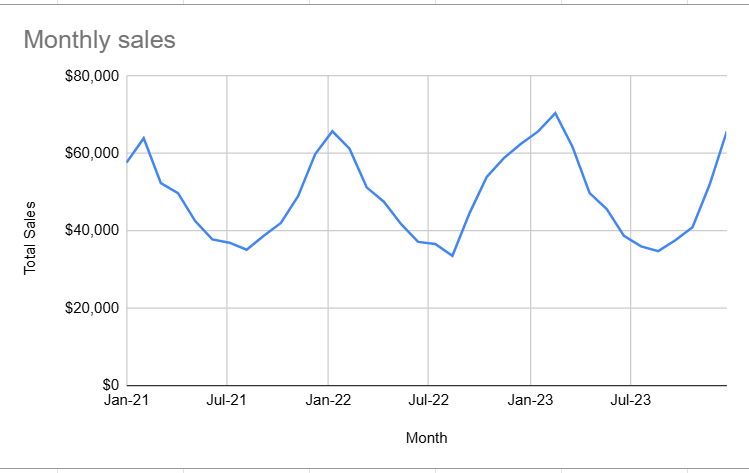 Monthly sales
$80,000
$60,000
$40,000
$20,000
$0
Total Sales
Jan-21 Jul-21 Jan-22 Jul-22 Jan-23 Jul-23
Month